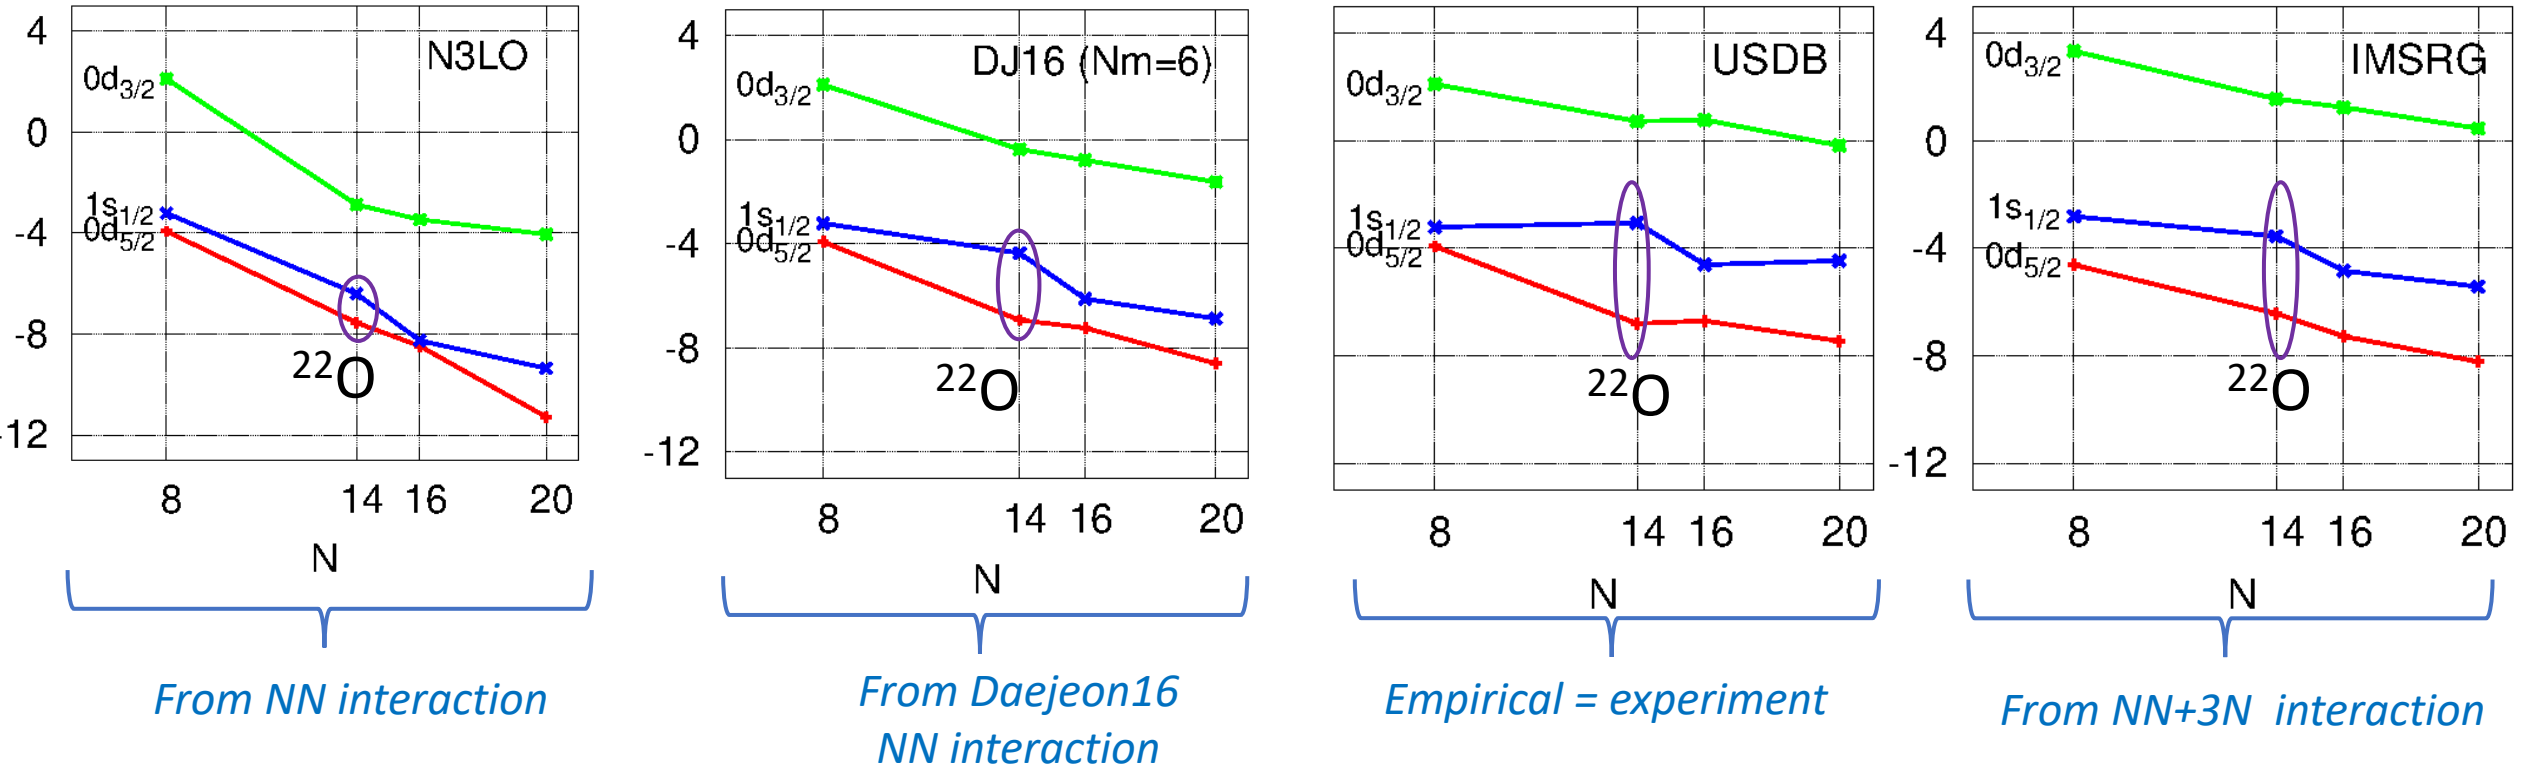 N3LO
4
0
-4
-8
-12
0d3/2
1s1/2
0d5/2
22O
8 14 16 20
N
From NN interaction
DJ16 (Nm=6)
4
0
-4
-8
-12
0d3/2
1s1/2
0d5/2
22O
8 14 16 20
N
From Daejeon16
NN interaction
USDB
0d3/2
1s1/2
0d5/2
22O
8 14 16 20
N
Empirical = experiment
IMSRG
4
0
-4
-8
-12
0d3/2
1s1/2
0d5/2
22O
8 14 16 20
N
From NN+3N interaction